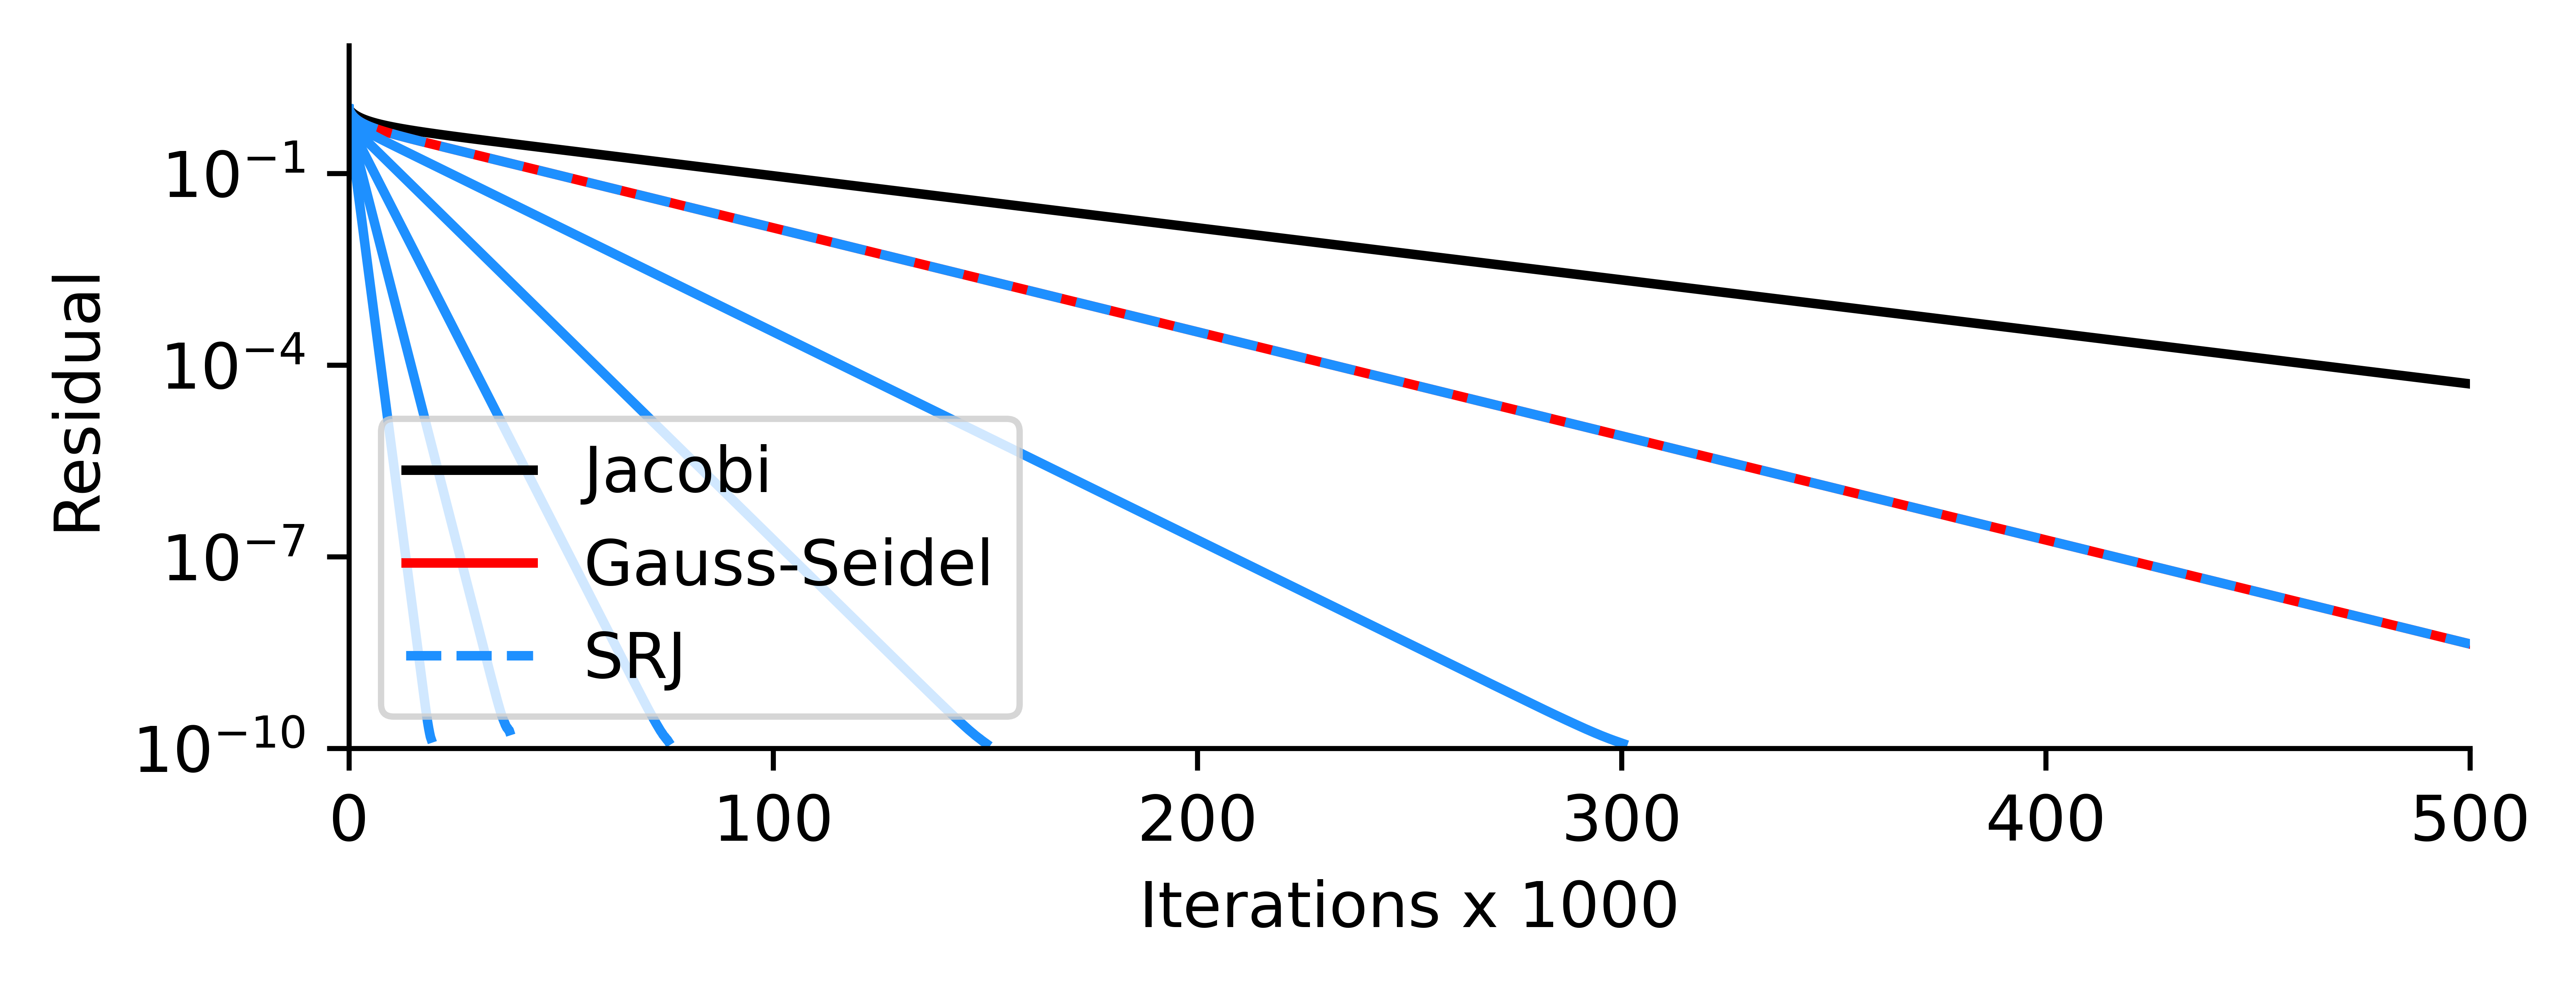 Residual
10⁻¹
10⁻⁴
10⁻⁷
10⁻¹⁰
Jacobi
Gauss-Seidel
SRJ
0 100 200 300 400 500
Iterations x 1000